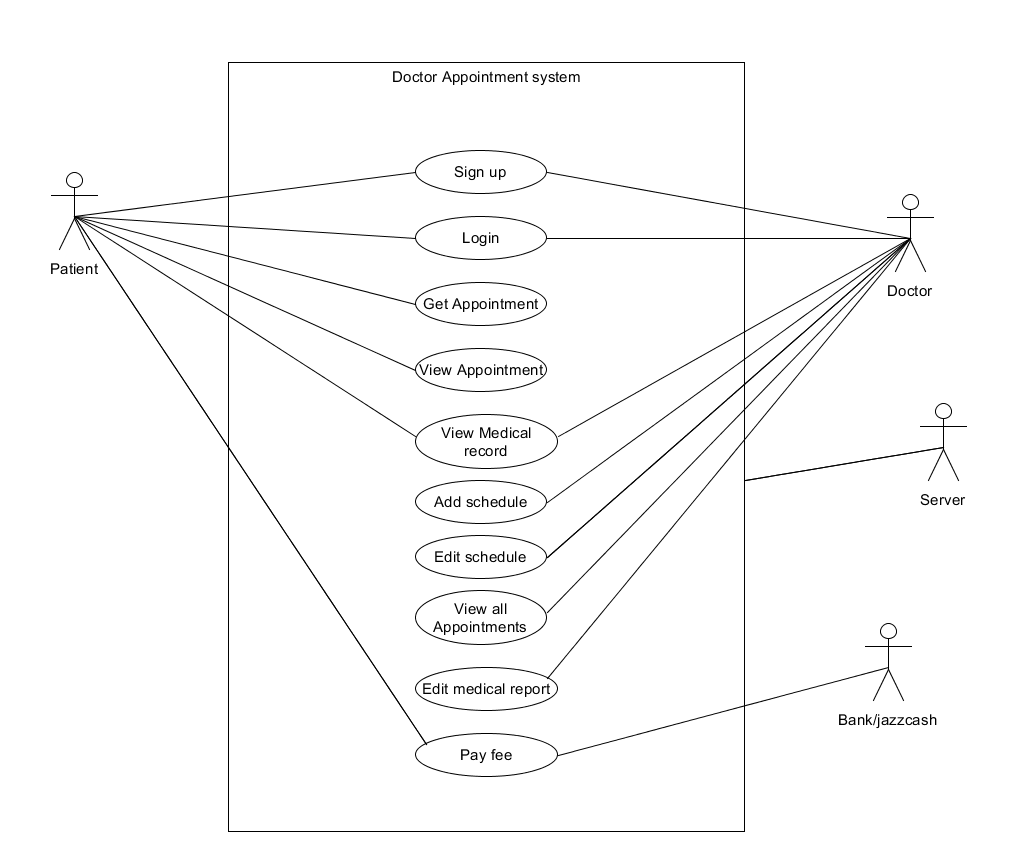 Doctor Appointment system
Sign up
Login
Patient
Get Appointment
Doctor
View Appointment
View Medical
record
Add schedule
Server
Edit schedule
View all
Appointments
Edit medical report
Bank/jazzcash
Pay fee